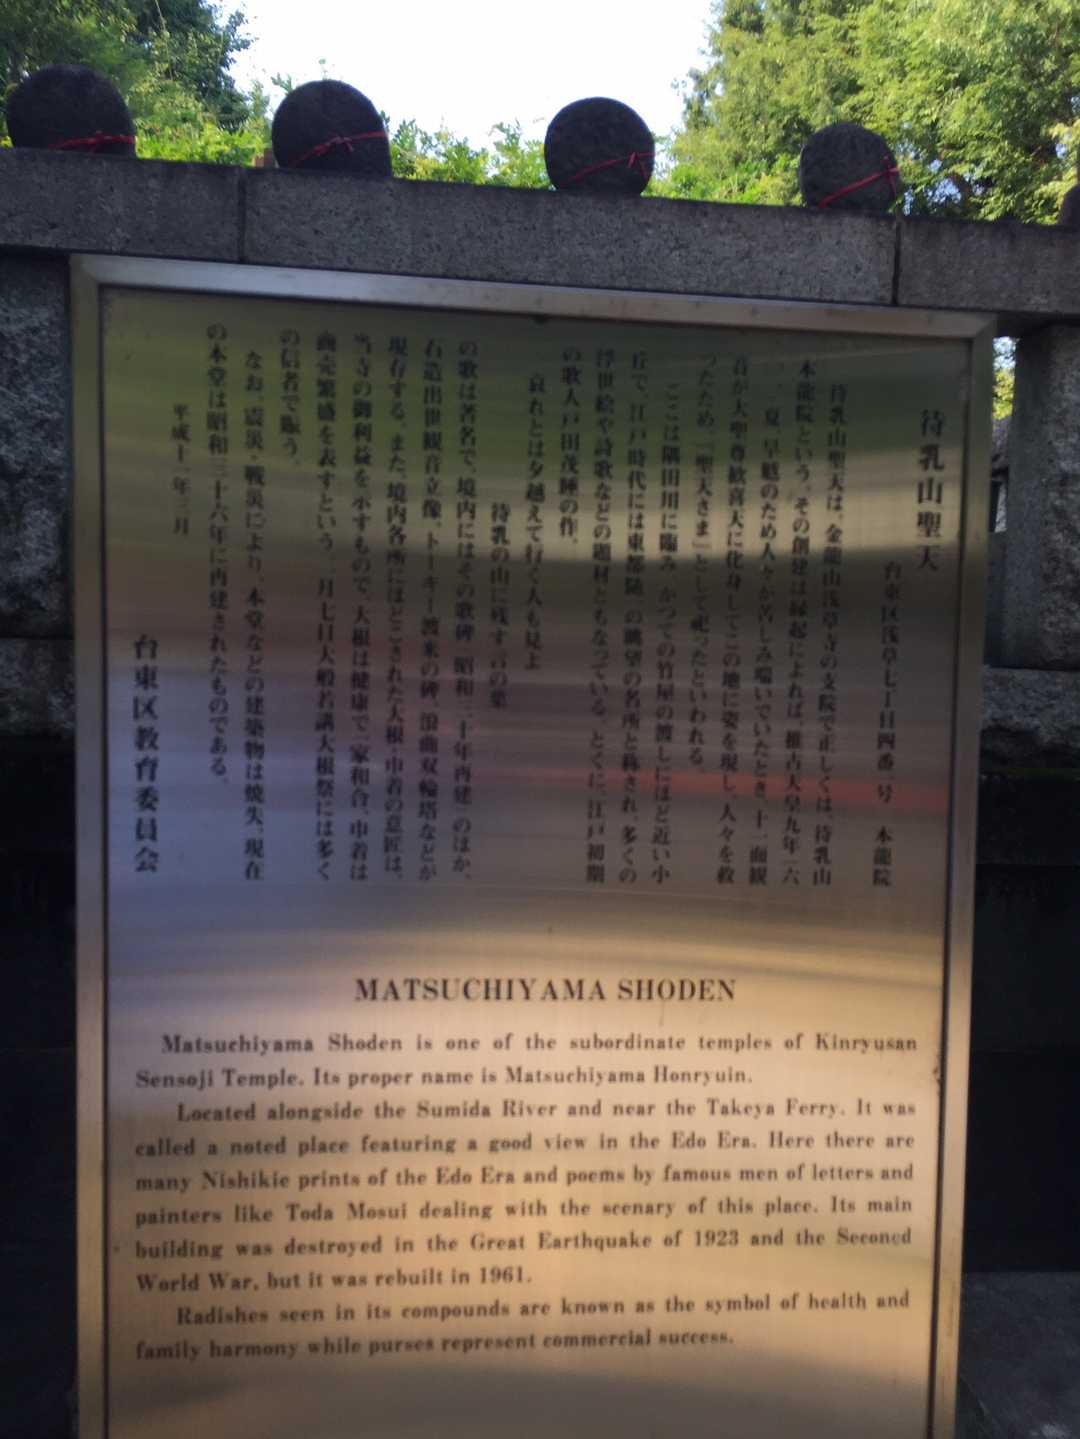 待乳山聖天
台東区浅草七丁目四番一号 本龍院
待乳山聖天は、金龍山浅草寺の支院で正しくは、待乳山
本龍院という。その創建は縁起によれば、推古天皇九年(六
〇一)夏、旱魃のため人々が苦しみ喘いでいたとき、十一面観
音が大聖尊歓喜天に化身してこの地に姿を現し、人々を救
ったため、「聖天さま」として祀ったといわれる。
ここは隅田川に臨み、かつての竹屋の渡しにほど近い小
丘で、江戸時代には東都随一の眺望の名所と称され、多くの
浮世絵や詩歌などの題材ともなっている。とくに、江戸初期
の歌人戸田茂睡の作、
哀れとは夕越えて行く人も見よ
待乳の山に残す言の葉
の歌は著名で、境内にはその歌碑(昭和三十年再建)のほか、
石造出世観音立像、トーキー渡来の碑、浪曲双輪塔などが
現存する。また、境内各所にほどこされた大根・巾着の意匠は、
当寺の御利益を示すもので、大根は健康で一家和合、巾着は
商売繁盛を表すという。一月七日大般若講大根祭には多く
の信者で賑う。
なお、震災・戦災により、本堂などの建築物は焼失、現在
の本堂は昭和三十六年に再建されたものである。
平成十一年三月
台東区教育委員会
MATSUCHIYAMA SHODEN
Matsuchiyama Shoden is one of the subordinate temples of Kinryusan
Sensoji Temple. Its proper name is Matsuchiyama Honryuin.
Located alongside the Sumida River and near the Takeya Ferry. It was
called a noted place featuring a good view in the Edo Era. Here there are
many Nishikie prints of the Edo Era and poems by famous men of letters and
painters like Toda Mosui dealing with the scenary of this place. Its main
building was destroyed in the Great Earthquake of 1923 and the Seconed
World War, but it was rebuilt in 1961.
Radishes seen in its compounds are known as the symbol of health and
family harmony while purses represent commercial success.